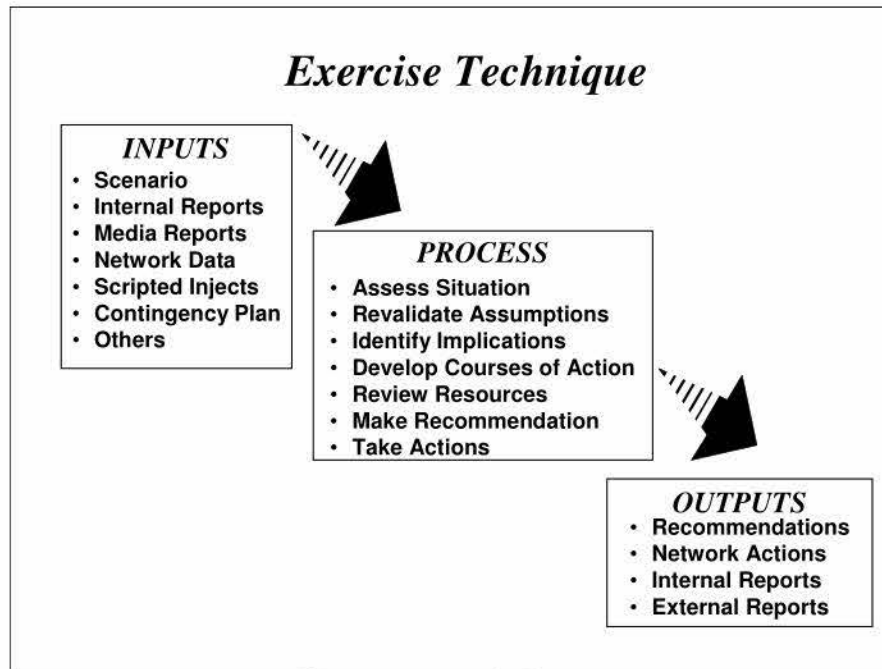 Exercise Technique
INPUTS
• Scenario
• Internal Reports
• Media Reports
• Network Data
• Scripted Injects
• Contingency Plan
• Others
PROCESS
• Assess Situation
• Revalidate Assumptions
• Identify Implications
• Develop Courses of Action
• Review Resources
• Make Recommendation
• Take Actions
OUTPUTS
• Recommendations
• Network Actions
• Internal Reports
• External Reports